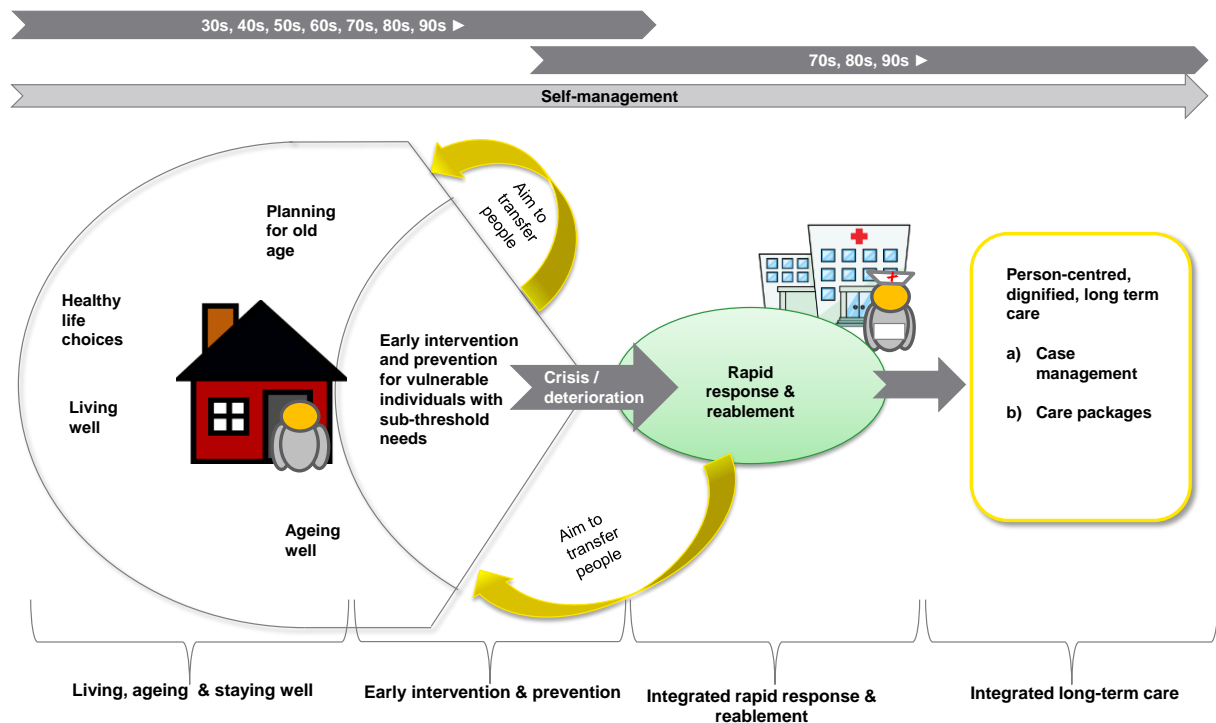 30s, 40s, 50s, 60s, 70s, 80s, 90s ►
70s, 80s, 90s ►
Self-management
Planning
for old
age
Healthy
life
choices
Living
well
Ageing
well
Early intervention
and prevention
for vulnerable
individuals with
sub-threshold
needs
Aim to
transfer
people
Crisis /
deterioration
Rapid
response &
reablement
Aim to
transfer
people
Person-centred,
dignified, long term
care
a) Case
management
b) Care packages
Living, ageing & staying well
Early intervention & prevention
Integrated rapid response &
reablement
Integrated long-term care